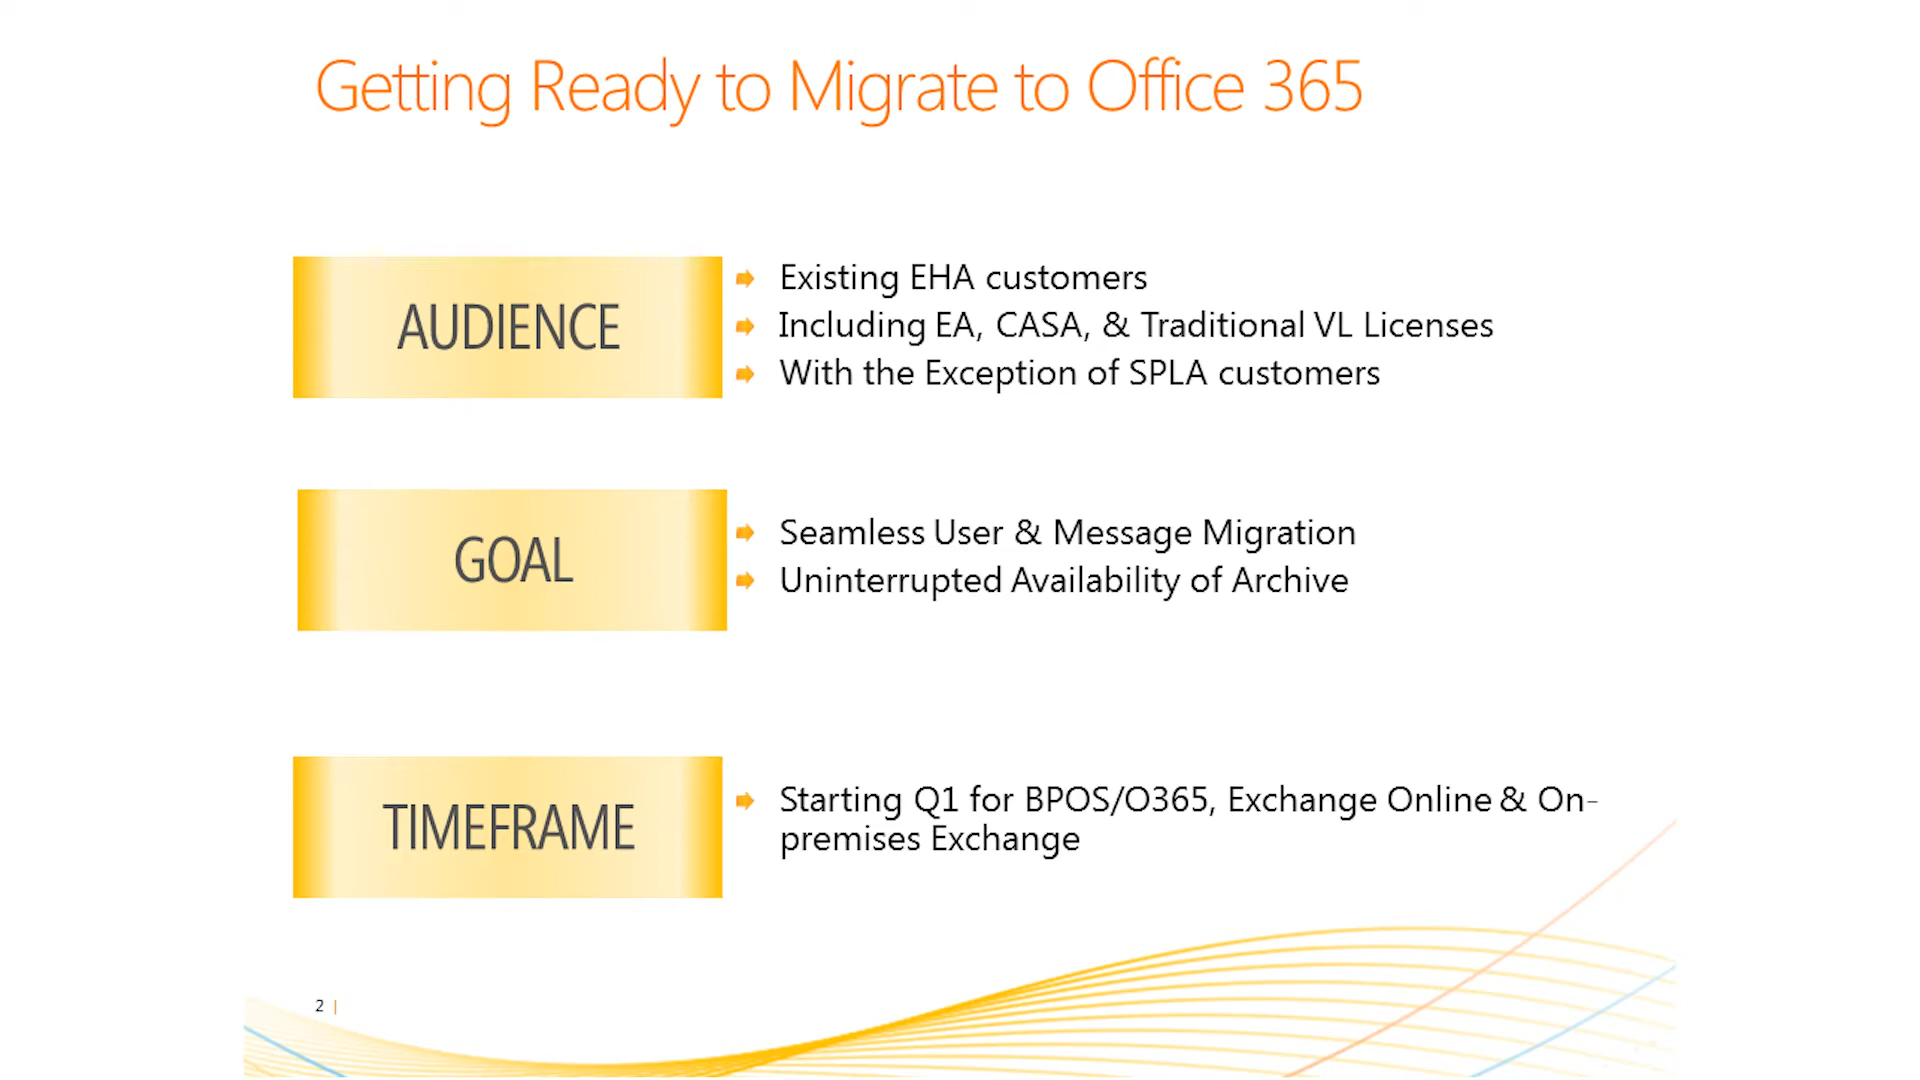 Getting Ready to Migrate to Office 365
AUDIENCE
Existing EHA customers
Including EA, CASA, & Traditional VL Licenses
With the Exception of SPLA customers
GOAL
Seamless User & Message Migration
Uninterrupted Availability of Archive
TIMEFRAME
Starting Q1 for BPOS/O365, Exchange Online & On-
premises Exchange
2 |